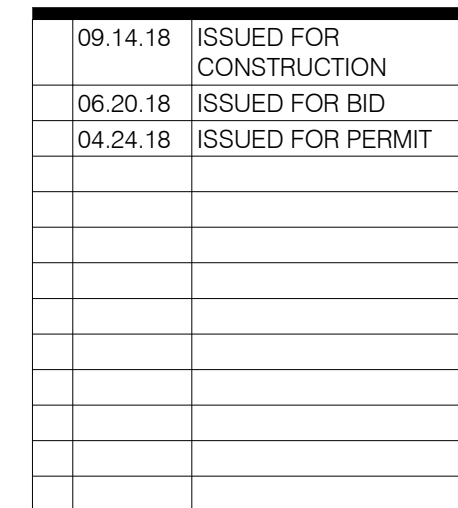 09.14.18 ISSUED FOR
CONSTRUCTION
06.20.18 ISSUED FOR BID
04.24.18 ISSUED FOR PERMIT